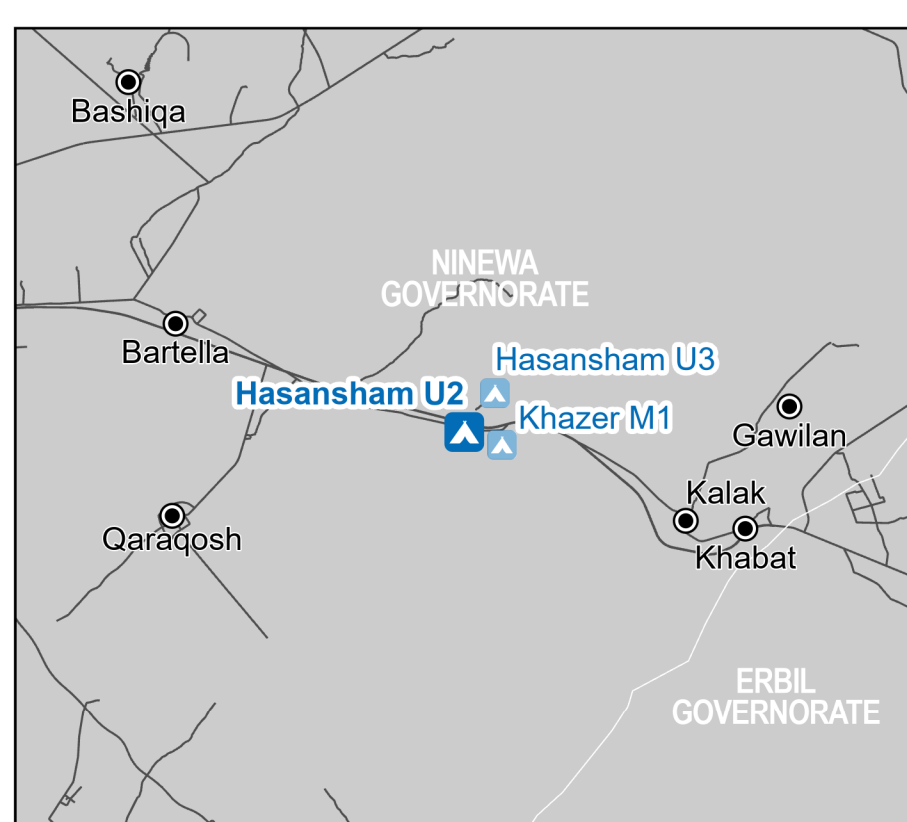 Bashiqa
NINEWA
GOVERNORATE
Bartella
Hasansham U3
Hasansham U2
Khazer M1
Gawilan
Kalak
Qaraqosh
Khabat
ERBIL
GOVERNORATE